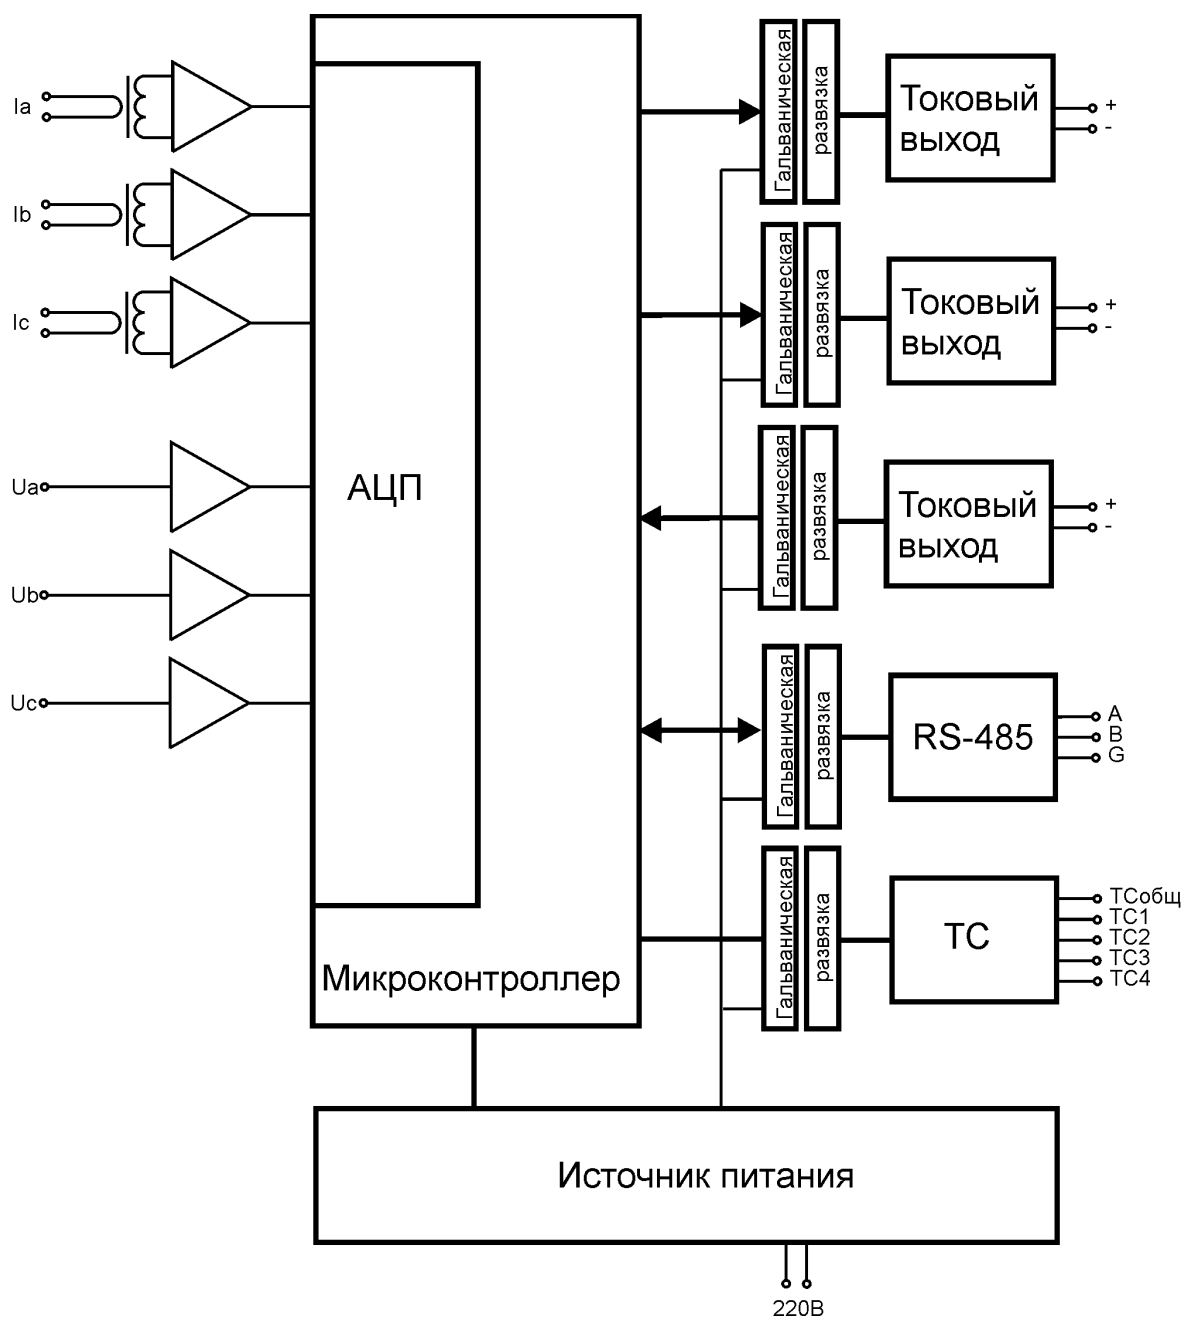 Ia
Ib
Ic
Ua
Ub
Uc
АЦП
Микроконтроллер
Гальваническая
развязка
Токовый
выход
+
-
Гальваническая
развязка
Токовый
выход
+
-
Гальваническая
развязка
Токовый
выход
+
-
Гальваническая
развязка
RS-485
A
B
G
Гальваническая
развязка
ТС
ТСобщ
ТС1
ТС2
ТС3
ТС4
Источник питания
220В